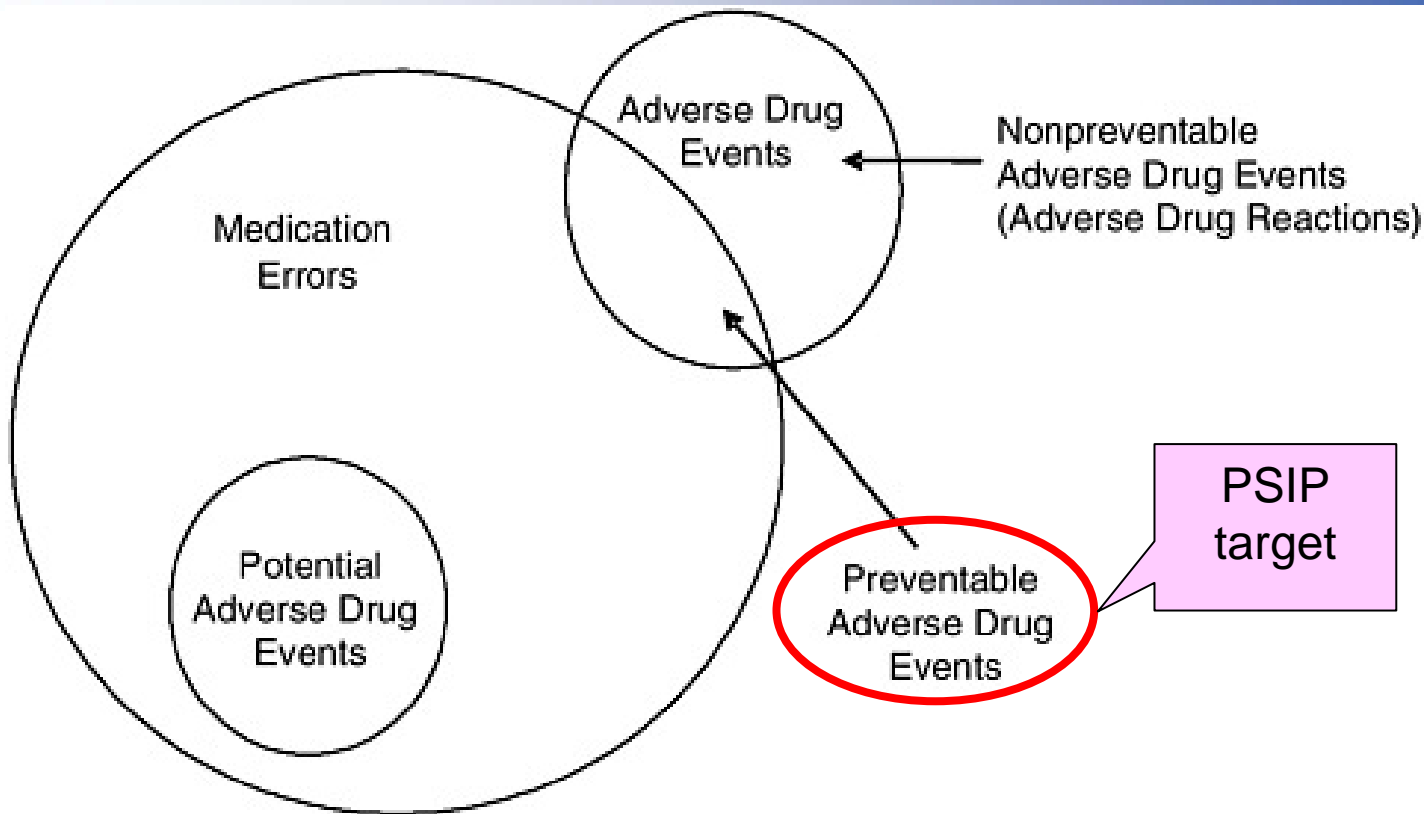 Adverse Drug
Events
Nonpreventable
Adverse Drug Events
(Adverse Drug Reactions)
Medication
Errors
Potential
Adverse Drug
Events
Preventable
Adverse Drug
Events
PSIP
target